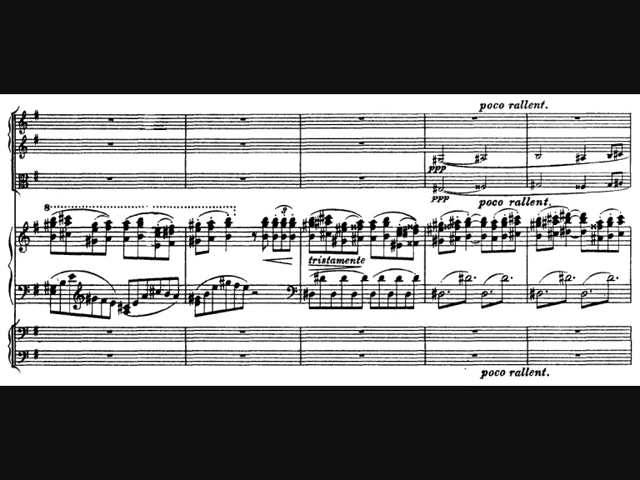 poco rallent.
8
ppp
ppp
poco rallent.
tristamente
poco rallent.